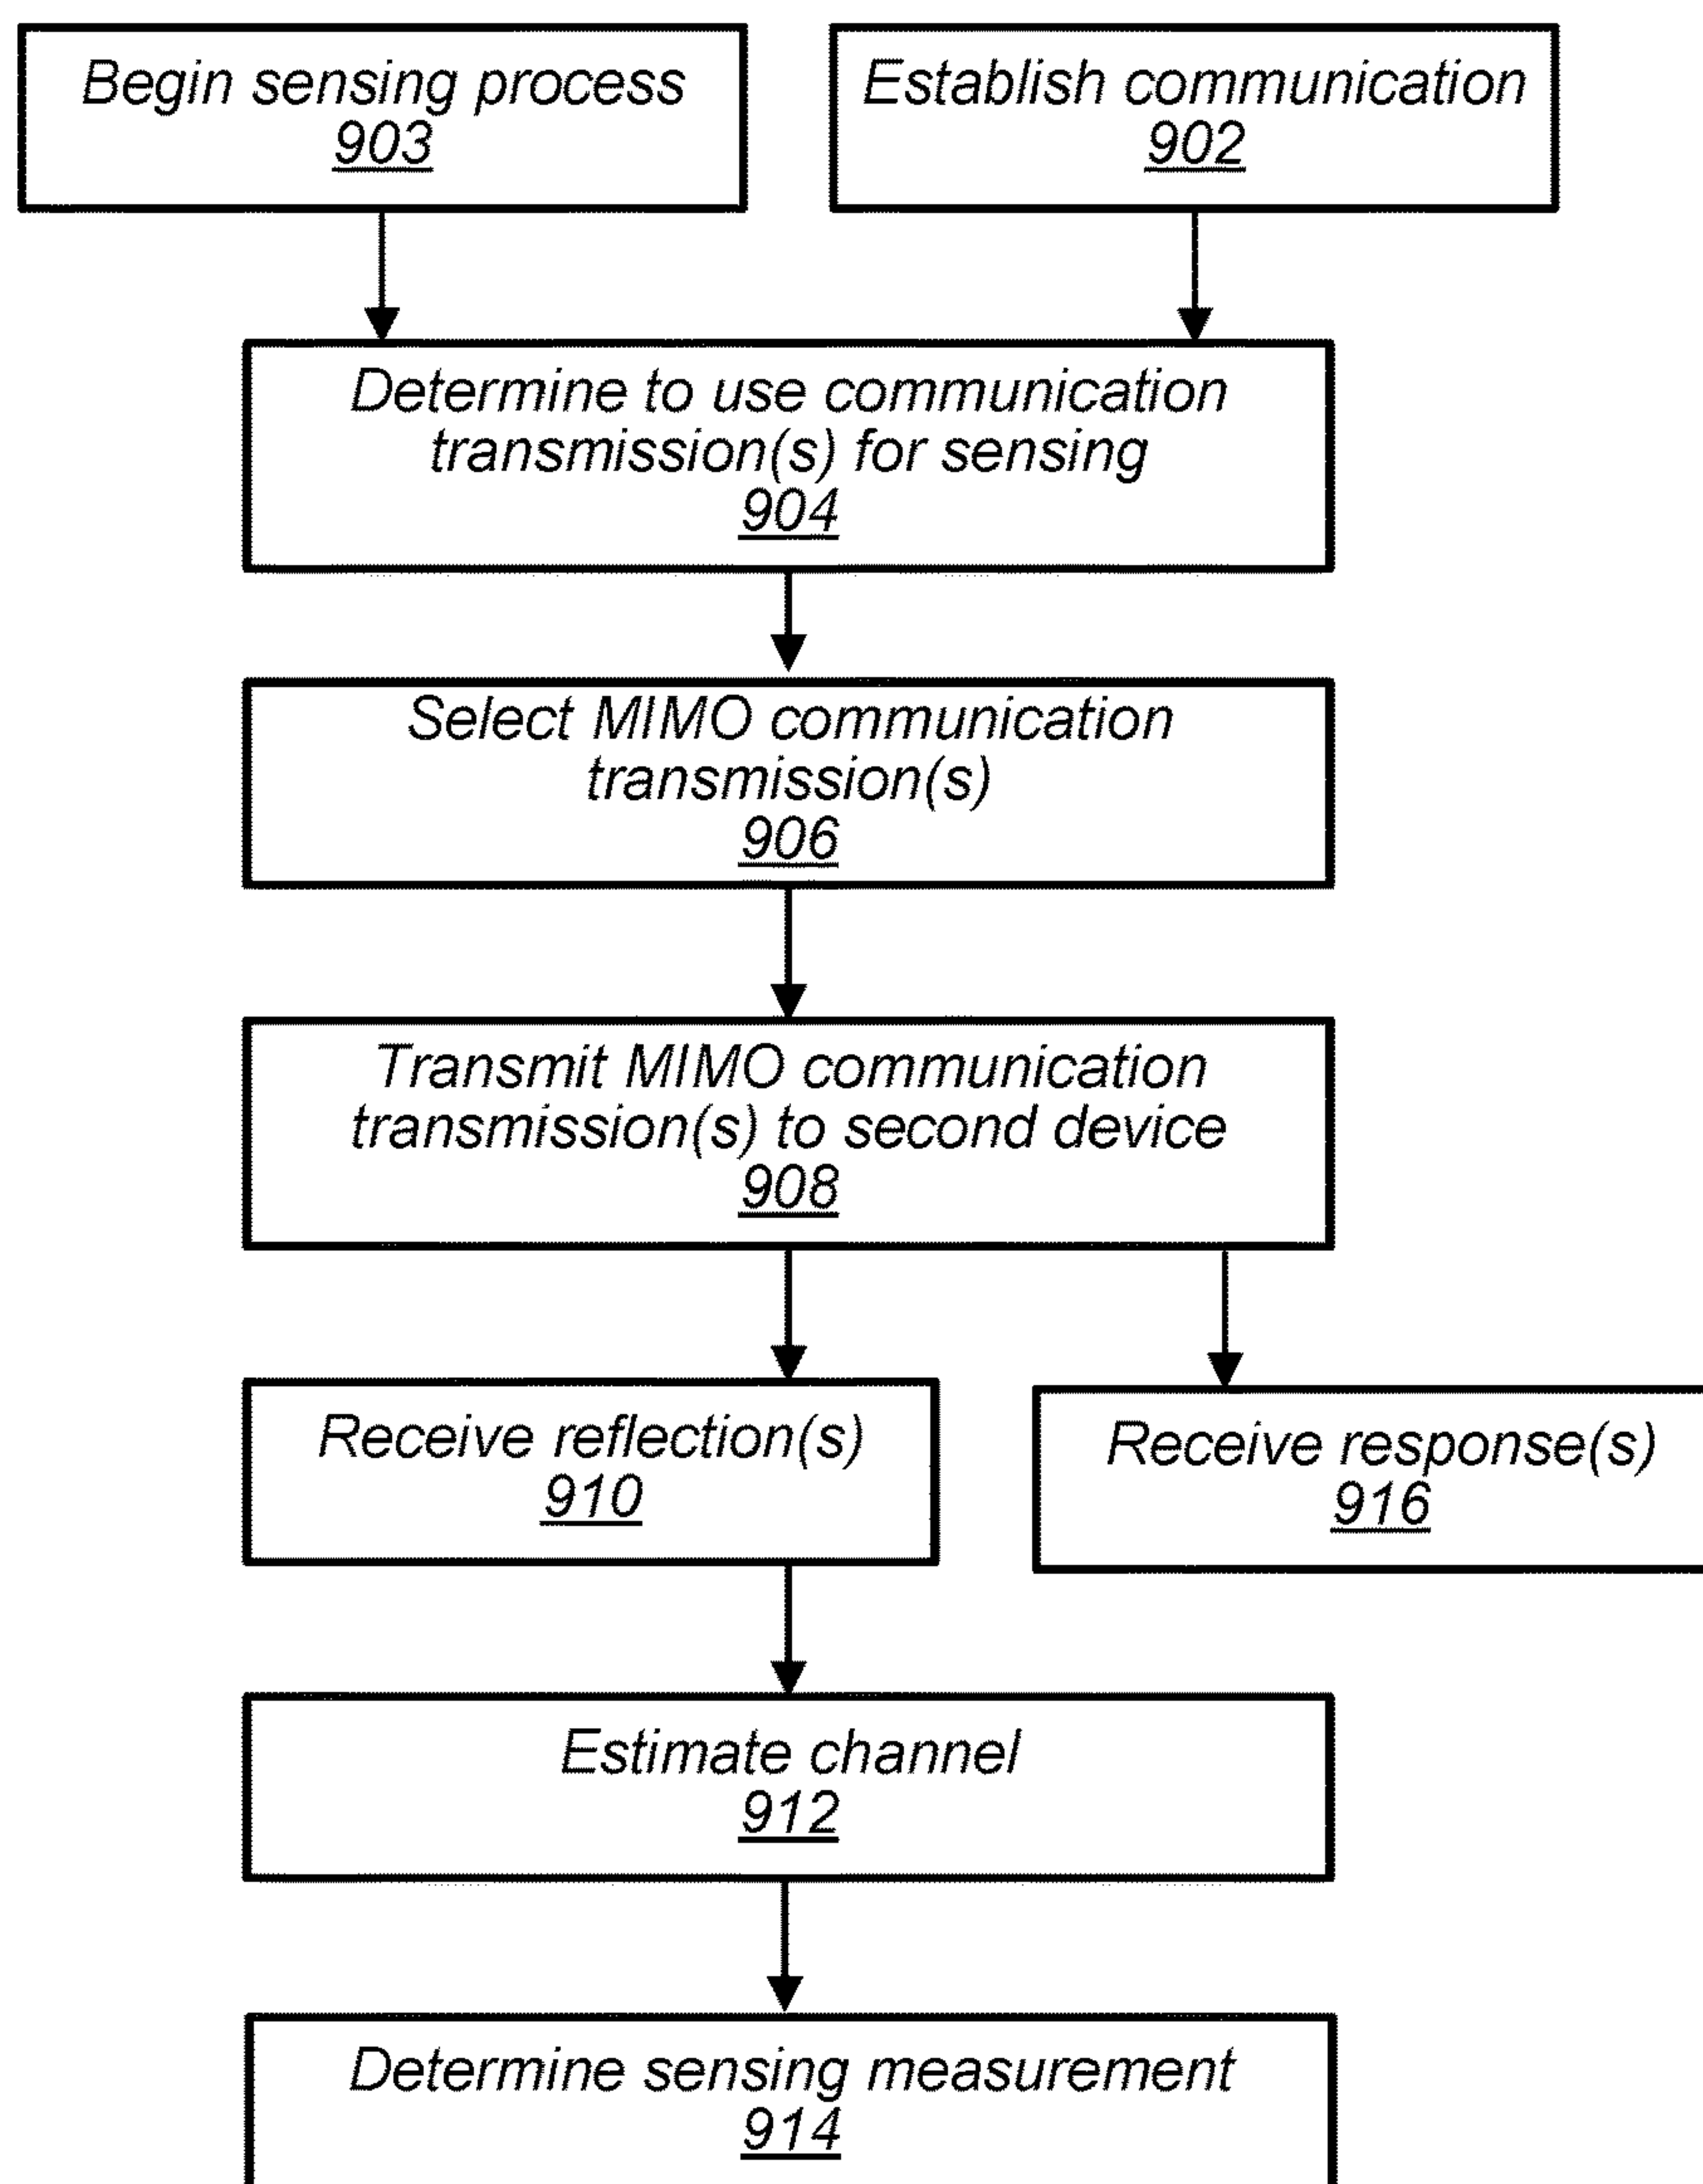 Begin sensing process
903
Establish communication
902
Determine to use communication
transmission(s) for sensing
904
Select MIMO communication
transmission(s)
906
Transmit MIMO communication
transmission(s) to second device
908
Receive reflection(s)
910
Receive response(s)
916
Estimate channel
912
Determine sensing measurement
914